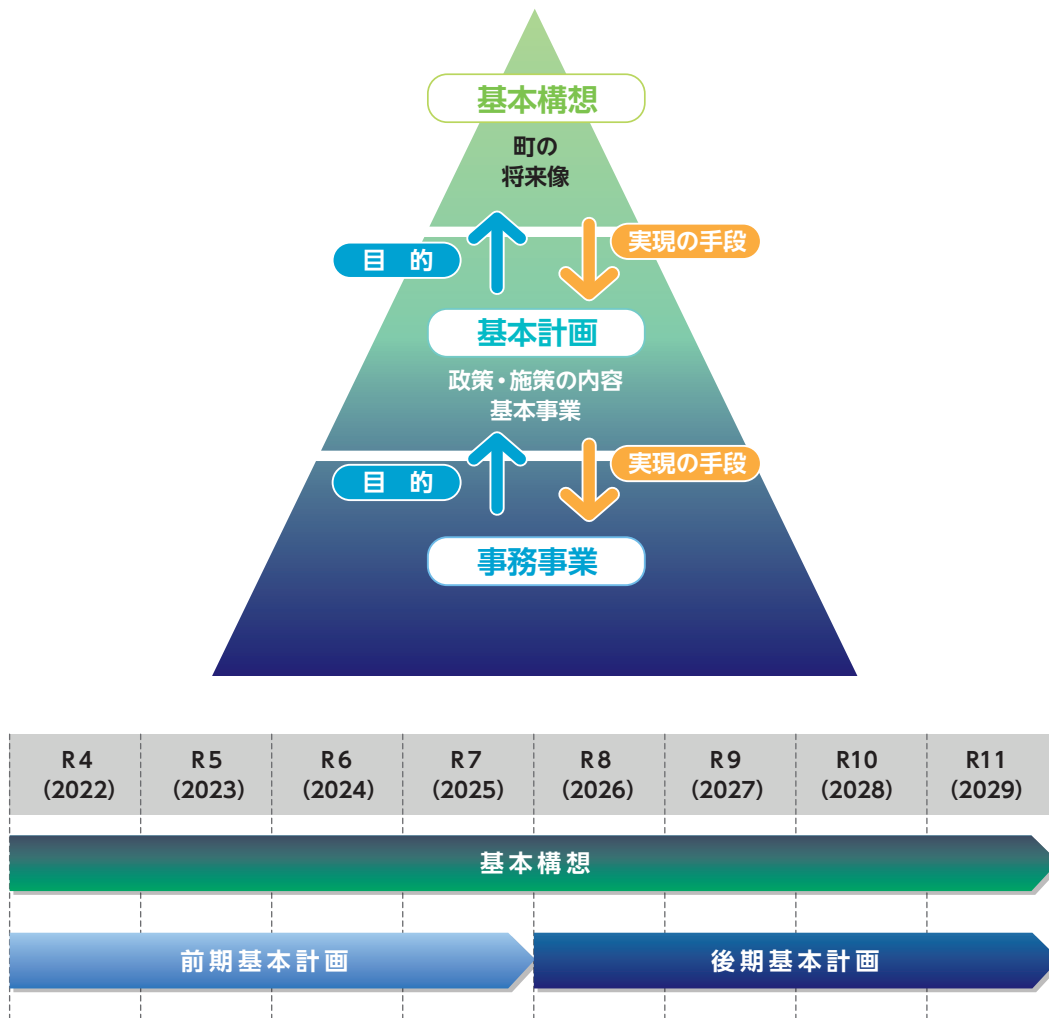 基本構想
町の
将来像
目 的
実現の手段
基本計画
政策・施策の内容
基本事業
目 的
実現の手段
事務事業
R4 R5 R6 R7 R8 R9 R10 R11
(2022) (2023) (2024) (2025) (2026) (2027) (2028) (2029)
基本構想
前期基本計画 後期基本計画